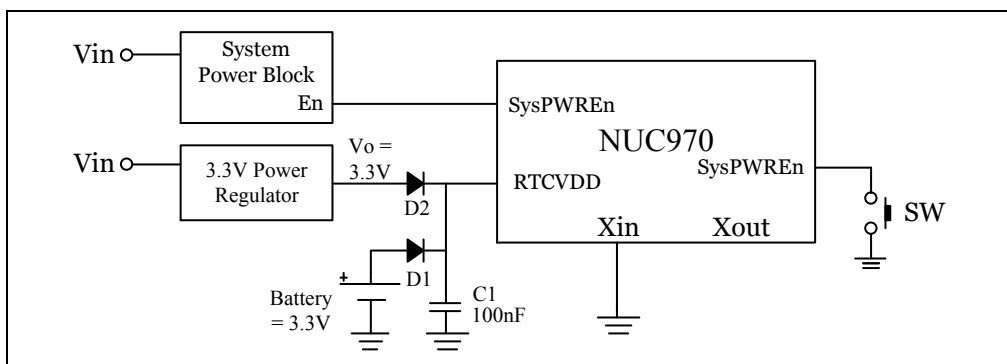 Vin
System
Power Block
En
SysPWREn
NUC970
Vin
3.3V Power
Regulator
Vo =
3.3V
D2
RTCVDD
SysPWREn
SW
Xin
Xout
D1
+
Battery
= 3.3V
C1
100nF